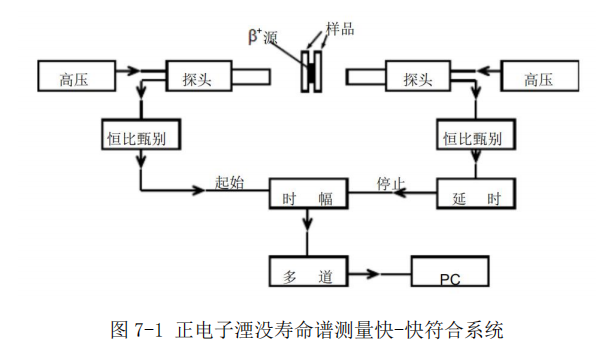 β⁺源 样品
高压 探头 探头 高压
恒比甄别 恒比甄别
起始 停止
时 幅 延 时
多 道 PC
图 7-1 正电子湮没寿命谱测量快-快符合系统